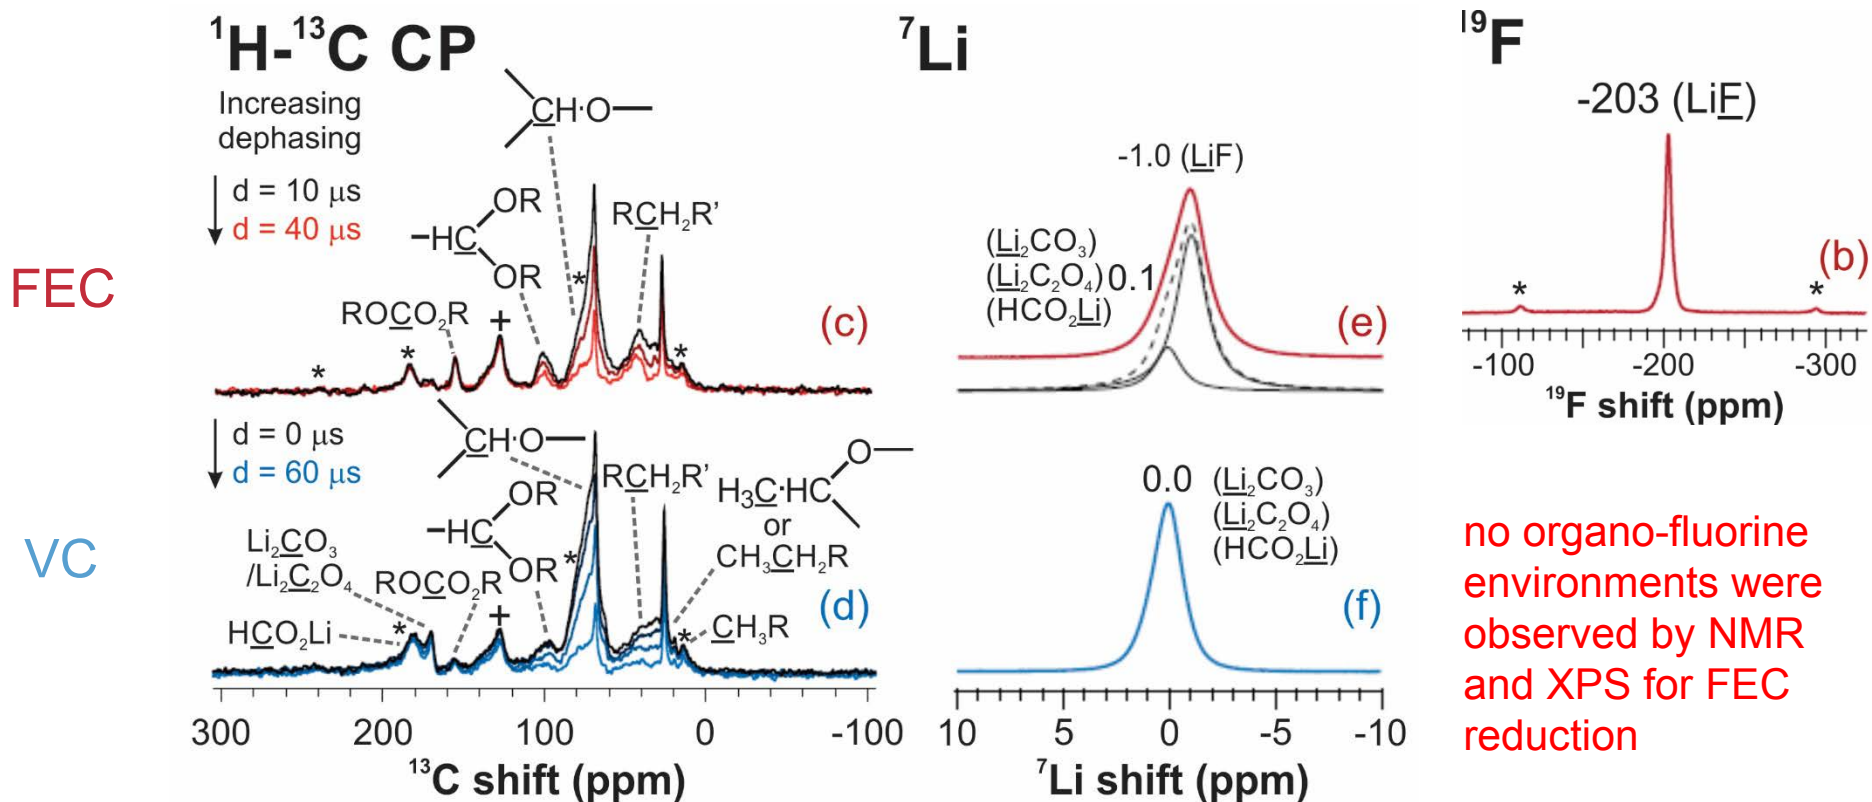 ¹H-¹³C CP
Increasing
dephasing
d = 10 μs
d = 40 μs
CH·O
OR
-HC
OR
RCH₂R’
ROCO₂R
*
*
+
*
*
(c)
FEC
d = 0 μs
d = 60 μs
CH·O
OR
-HC
OR
RCH₂R’
O
H₃C·HC
or
CH₃CH₂R
Li₂CO₃
/Li₂C₂O₄
ROCO₂R
HCO₂Li
*
+
*
*
CH₃R
(d)
VC
300 200 100 0 -100
¹³C shift (ppm)
⁷Li
-1.0 (LiF)
(Li₂CO₃)
(Li₂C₂O₄) 0.1
(HCO₂Li)
(e)
0.0 (Li₂CO₃)
(Li₂C₂O₄)
(HCO₂Li)
(f)
10 5 0 -5 -10
⁷Li shift (ppm)
¹⁹F
-203 (LiF)
(b)
* *
-100 -200 -300
¹⁹F shift (ppm)
no organo-fluorine
environments were
observed by NMR
and XPS for FEC
reduction